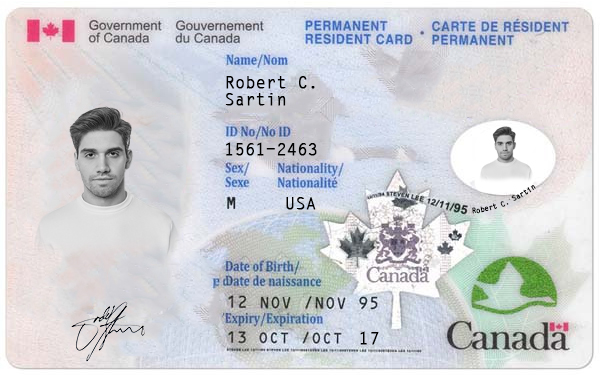 Government
of Canada
Gouvernement
du Canada
PERMANENT
RESIDENT CARD
CARTE DE RÉSIDENT
PERMANENT
Name/Nom
Robert C.
Sartin
ID No/No ID
1561-2463
Sex/
Sexe
Nationality/
Nationalité
M USA
STEVEN LEE 12/11/95
Robert C. Sartin
Canada
Date of Birth/
Date de naissance
12 NOV /NOV 95
Expiry/Expiration
13 OCT /OCT 17
Canada